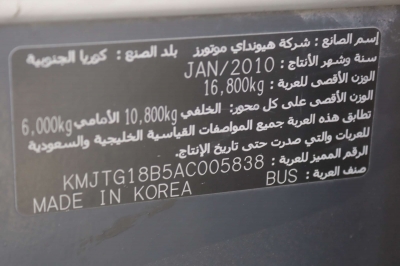 إسم الصانع : شركة هيونداي موتورز بلد الصنع : كوريا الجنوبية
سنة وشهر الأنتاج : JAN/2010
الوزن الأقصى للعربة : 16,800kg
الوزن الأقصى على كل محور: الخلفي 10,800kg الأمامي 6,000kg
تطابق هذه العربة جميع المواصفات القياسية الخليجية والسعودية
للعربات والتي صدرت حتى تاريخ الإنتاج.
الرقم المميز للعربة : KMJTG18B5AC005838
صنف العربة : BUS
MADE IN KOREA